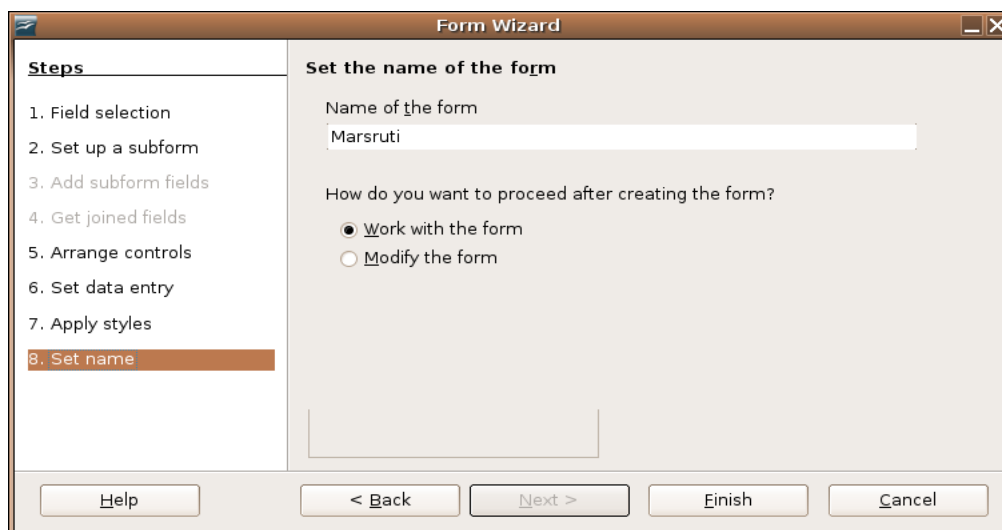 Form Wizard
Steps
1. Field selection
2. Set up a subform
3. Add subform fields
4. Get joined fields
5. Arrange controls
6. Set data entry
7. Apply styles
8. Set name
Set the name of the form
Name of the form
Marsruti
How do you want to proceed after creating the form?
Work with the form
Modify the form
Help
< Back
Next >
Finish
Cancel